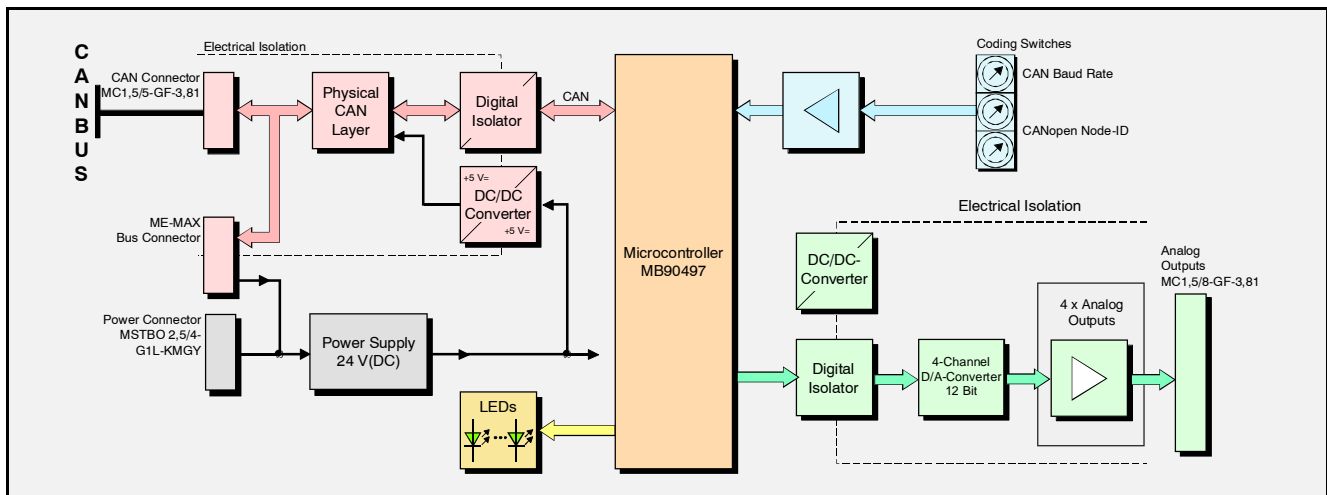 C
A
N
B
U
S
Electrical Isolation
CAN Connector
MC1,5/5-GF-3,81
Physical
CAN
Layer
Digital
Isolator
CAN
+5 V=
DC/DC
Converter
+5 V=
ME-MAX
Bus Connector
Power Connector
MSTBO 2,5/4-
G1L-KMGY
Power Supply
24 V(DC)
LEDs
Microcontroller
MB90497
Coding Switches
CAN Baud Rate
CANopen Node-ID
Electrical Isolation
DC/DC-
Converter
Digital
Isolator
4-Channel
D/A-Converter
12 Bit
4 x Analog
Outputs
Analog
Outputs
MC1,5/8-GF-3,81